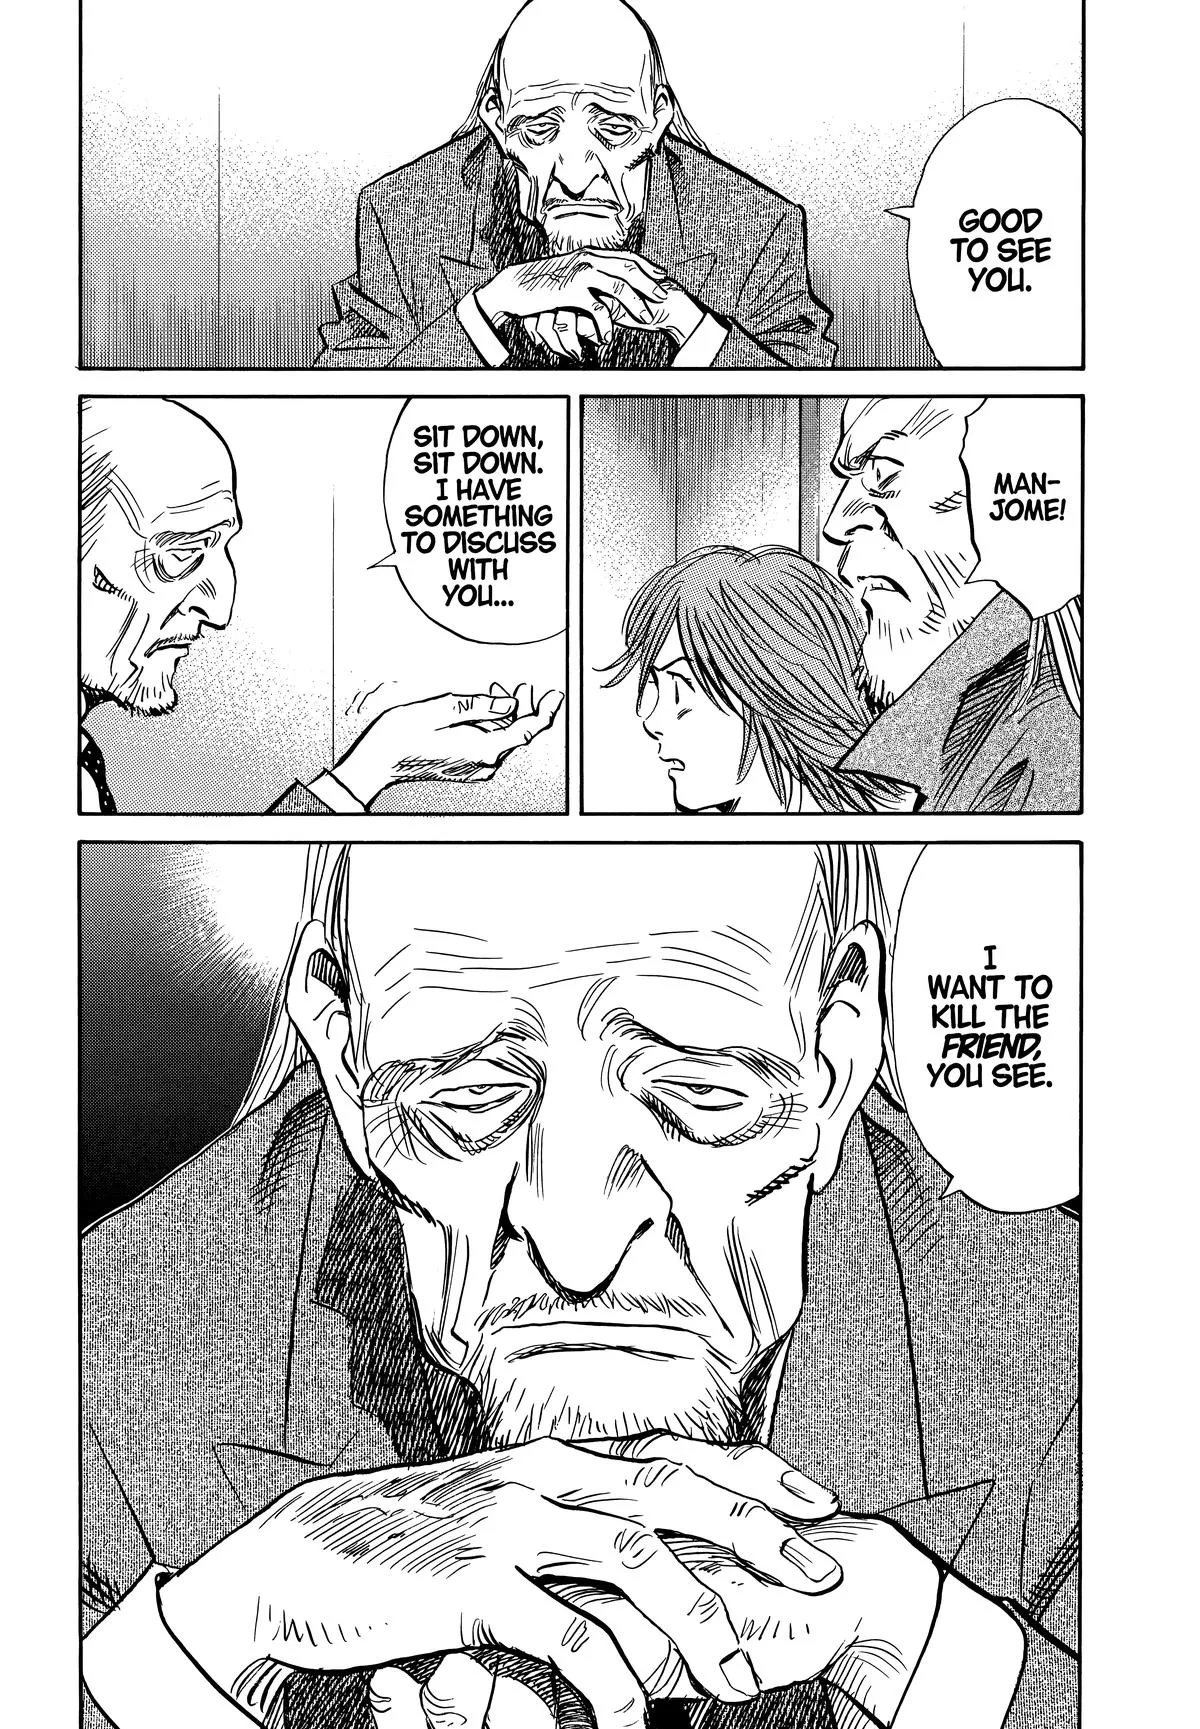 GOOD
TO SEE
YOU.
MAN-
JOME!
SIT DOWN,
SIT DOWN.
I HAVE
SOMETHING
TO DISCUSS
WITH
YOU...
I
WANT TO
KILL THE
FRIEND,
YOU SEE.